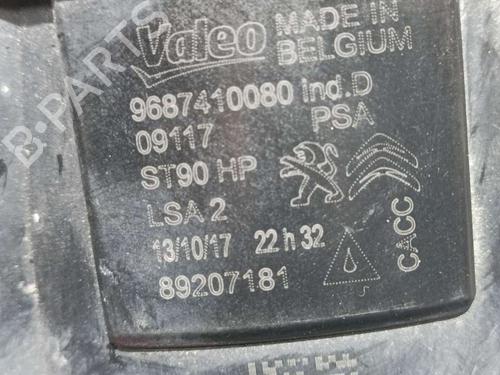 Valeo MADE IN BELGIUM
9687410080 ind.D
09117 PSA
ST90 HP
LSA 2
13/10/17 22 h 32
89207181
CACC
B-PARTS